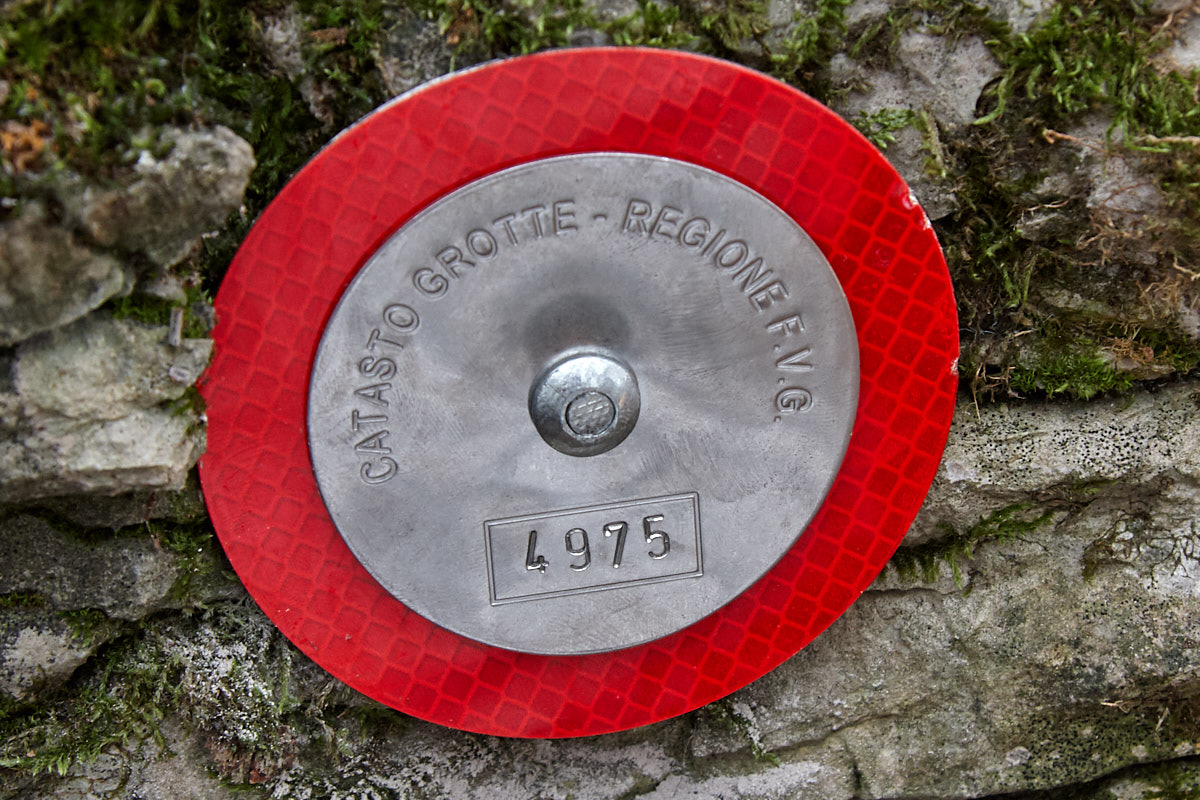 CATASTO GROTTE - REGIONE F.V.G.
4975